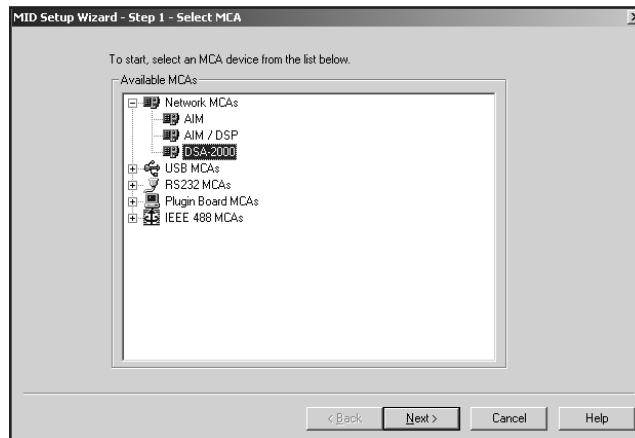 MID Setup Wizard - Step 1 - Select MCA
To start, select an MCA device from the list below.
Available MCAs
Network MCAs
AIM
AIM / DSP
DSA-2000
USB MCAs
RS232 MCAs
Plugin Board MCAs
IEEE 488 MCAs
< Back
Next >
Cancel
Help